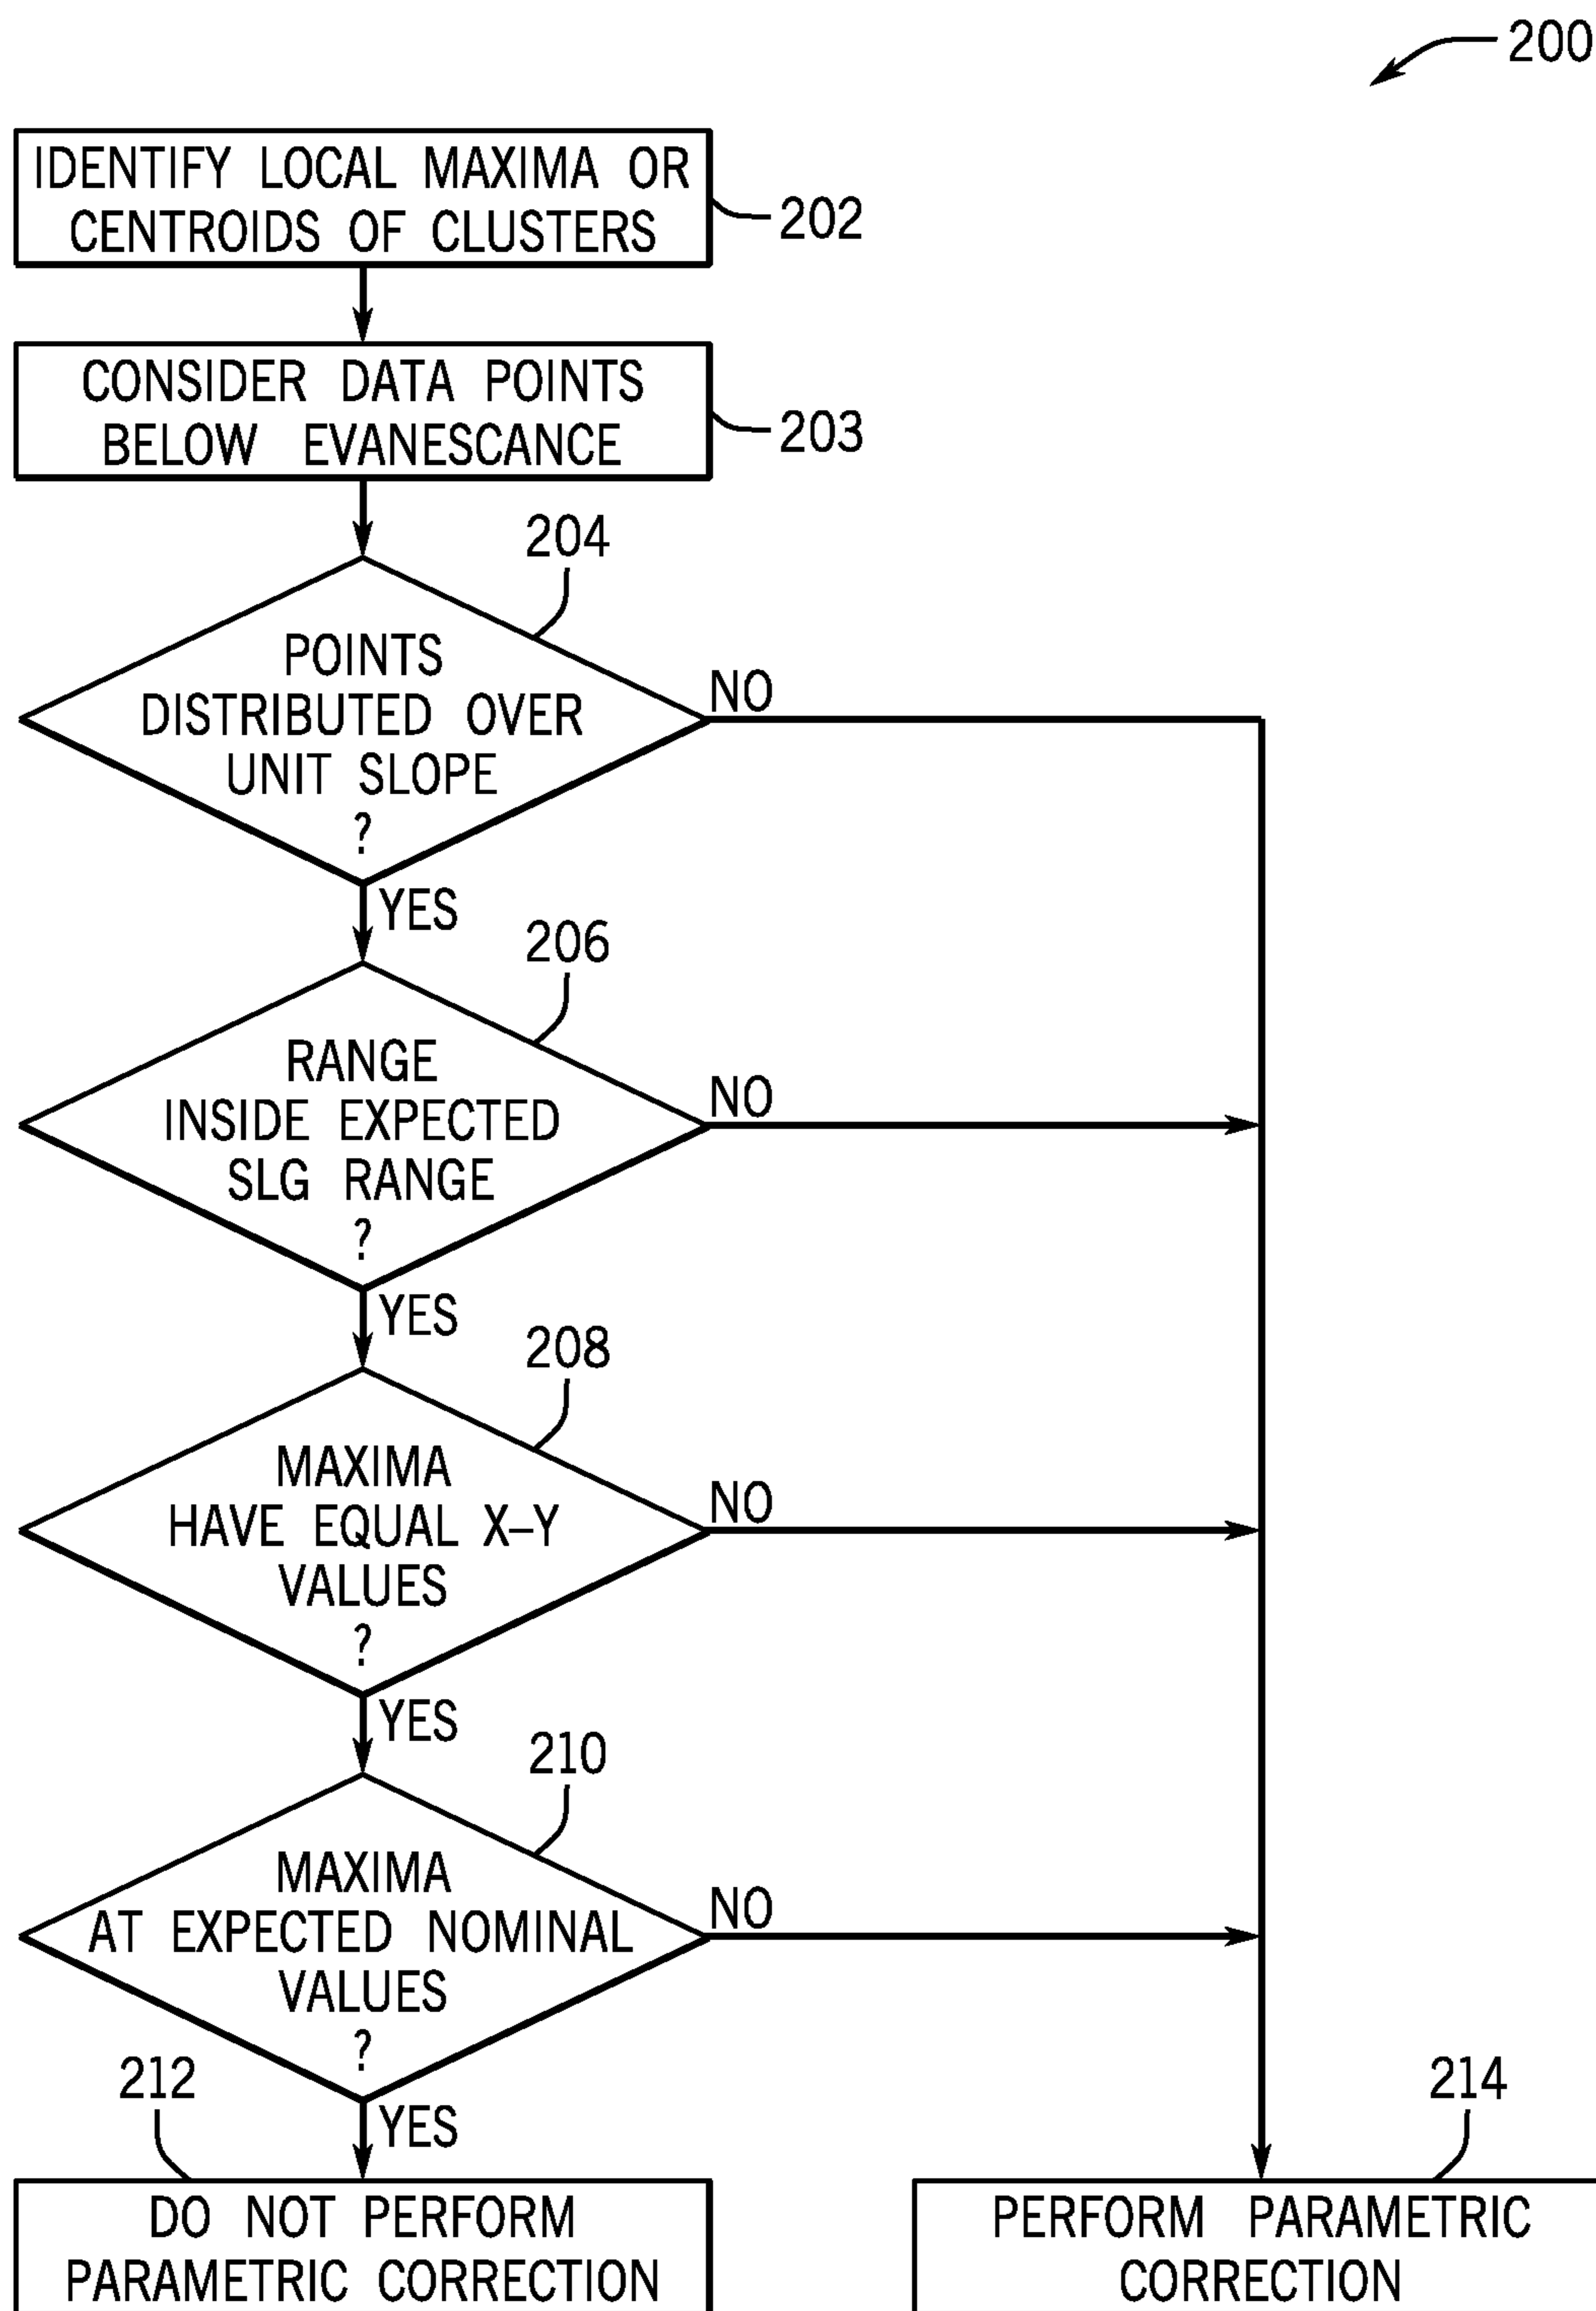 200
IDENTIFY LOCAL MAXIMA OR
CENTROIDS OF CLUSTERS
202
CONSIDER DATA POINTS
BELOW EVANESCANCE
203
204
POINTS
DISTRIBUTED OVER
UNIT SLOPE
?
NO
YES
206
RANGE
INSIDE EXPECTED
SLG RANGE
?
NO
YES
208
MAXIMA
HAVE EQUAL X–Y
VALUES
?
NO
YES
210
MAXIMA
AT EXPECTED NOMINAL
VALUES
?
NO
YES
212
DO NOT PERFORM
PARAMETRIC CORRECTION
214
PERFORM PARAMETRIC
CORRECTION